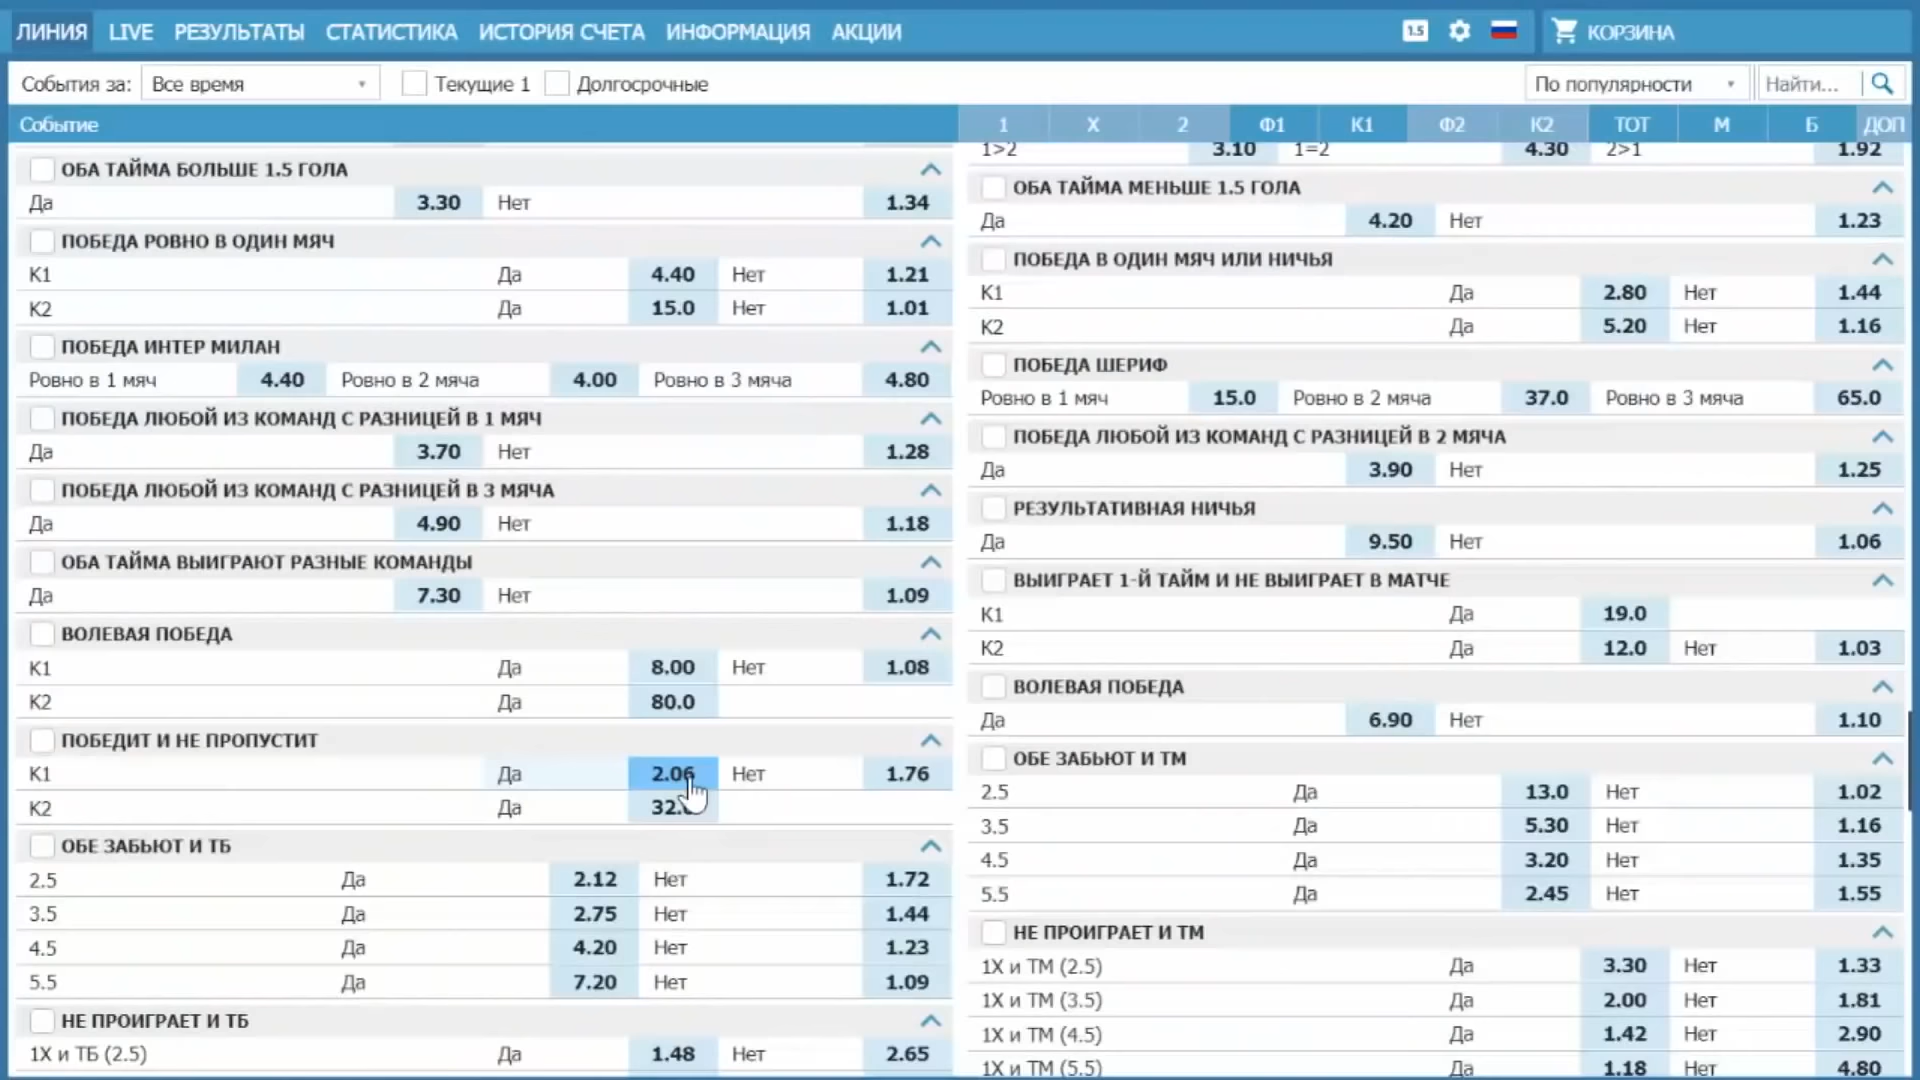 ЛИНИЯ LIVE РЕЗУЛЬТАТЫ СТАТИСТИКА ИСТОРИЯ СЧЕТА ИНФОРМАЦИЯ АКЦИИ 1.5 КОРЗИНА
События за: Все время Текущие 1 Долгосрочные По популярности Найти...
Событие 1 X 2 Ф1 К1 Ф2 К2 ТОТ М Б ДОП
ОБА ТАЙМА БОЛЬШЕ 1.5 ГОЛА
Да 3.30 Нет 1.34
ПОБЕДА РОВНО В ОДИН МЯЧ
К1 Да 4.40 Нет 1.21
К2 Да 15.0 Нет 1.01
ПОБЕДА ИНТЕР МИЛАН
Ровно в 1 мяч 4.40 Ровно в 2 мяча 4.00 Ровно в 3 мяча 4.80
ПОБЕДА ЛЮБОЙ ИЗ КОМАНД С РАЗНИЦЕЙ В 1 МЯЧ
Да 3.70 Нет 1.28
ПОБЕДА ЛЮБОЙ ИЗ КОМАНД С РАЗНИЦЕЙ В 3 МЯЧА
Да 4.90 Нет 1.18
ОБА ТАЙМА ВЫИГРАЮТ РАЗНЫЕ КОМАНДЫ
Да 7.30 Нет 1.09
ВОЛЕВАЯ ПОБЕДА
К1 Да 8.00 Нет 1.08
К2 Да 80.0
ПОБЕДИТ И НЕ ПРОПУСТИТ
К1 Да 2.06 Нет 1.76
К2 Да
ОБЕ ЗАБЬЮТ И ТБ
2.5 Да 2.12 Нет 1.72
3.5 Да 2.75 Нет 1.44
4.5 Да 4.20 Нет 1.23
5.5 Да 7.20 Нет 1.09
НЕ ПРОИГРАЕТ И ТБ
1X и ТБ (2.5) Да 1.48 Нет 2.65
1>2 3.10 1=2 4.30 2>1 1.92
ОБА ТАЙМА МЕНЬШЕ 1.5 ГОЛА
Да 4.20 Нет 1.23
ПОБЕДА В ОДИН МЯЧ ИЛИ НИЧЬЯ
К1 Да 2.80 Нет 1.44
К2 Да 5.20 Нет 1.16
ПОБЕДА ШЕРИФ
Ровно в 1 мяч 15.0 Ровно в 2 мяча 37.0 Ровно в 3 мяча 65.0
ПОБЕДА ЛЮБОЙ ИЗ КОМАНД С РАЗНИЦЕЙ В 2 МЯЧА
Да 3.90 Нет 1.25
РЕЗУЛЬТАТИВНАЯ НИЧЬЯ
Да 9.50 Нет 1.06
ВЫИГРАЕТ 1-Й ТАЙМ И НЕ ВЫИГРАЕТ В МАТЧЕ
К1 Да 19.0
К2 Да 12.0 Нет 1.03
ВОЛЕВАЯ ПОБЕДА
Да 6.90 Нет 1.10
ОБЕ ЗАБЬЮТ И ТМ
2.5 Да 13.0 Нет 1.02
3.5 Да 5.30 Нет 1.16
4.5 Да 3.20 Нет 1.35
5.5 Да 2.45 Нет 1.55
НЕ ПРОИГРАЕТ И ТМ
1X и ТМ (2.5) Да 3.30 Нет 1.33
1X и ТМ (3.5) Да 2.00 Нет 1.81
1X и ТМ (4.5) Да 1.42 Нет 2.90
1X и ТМ (5.5) Да 1.18 Нет 4.80